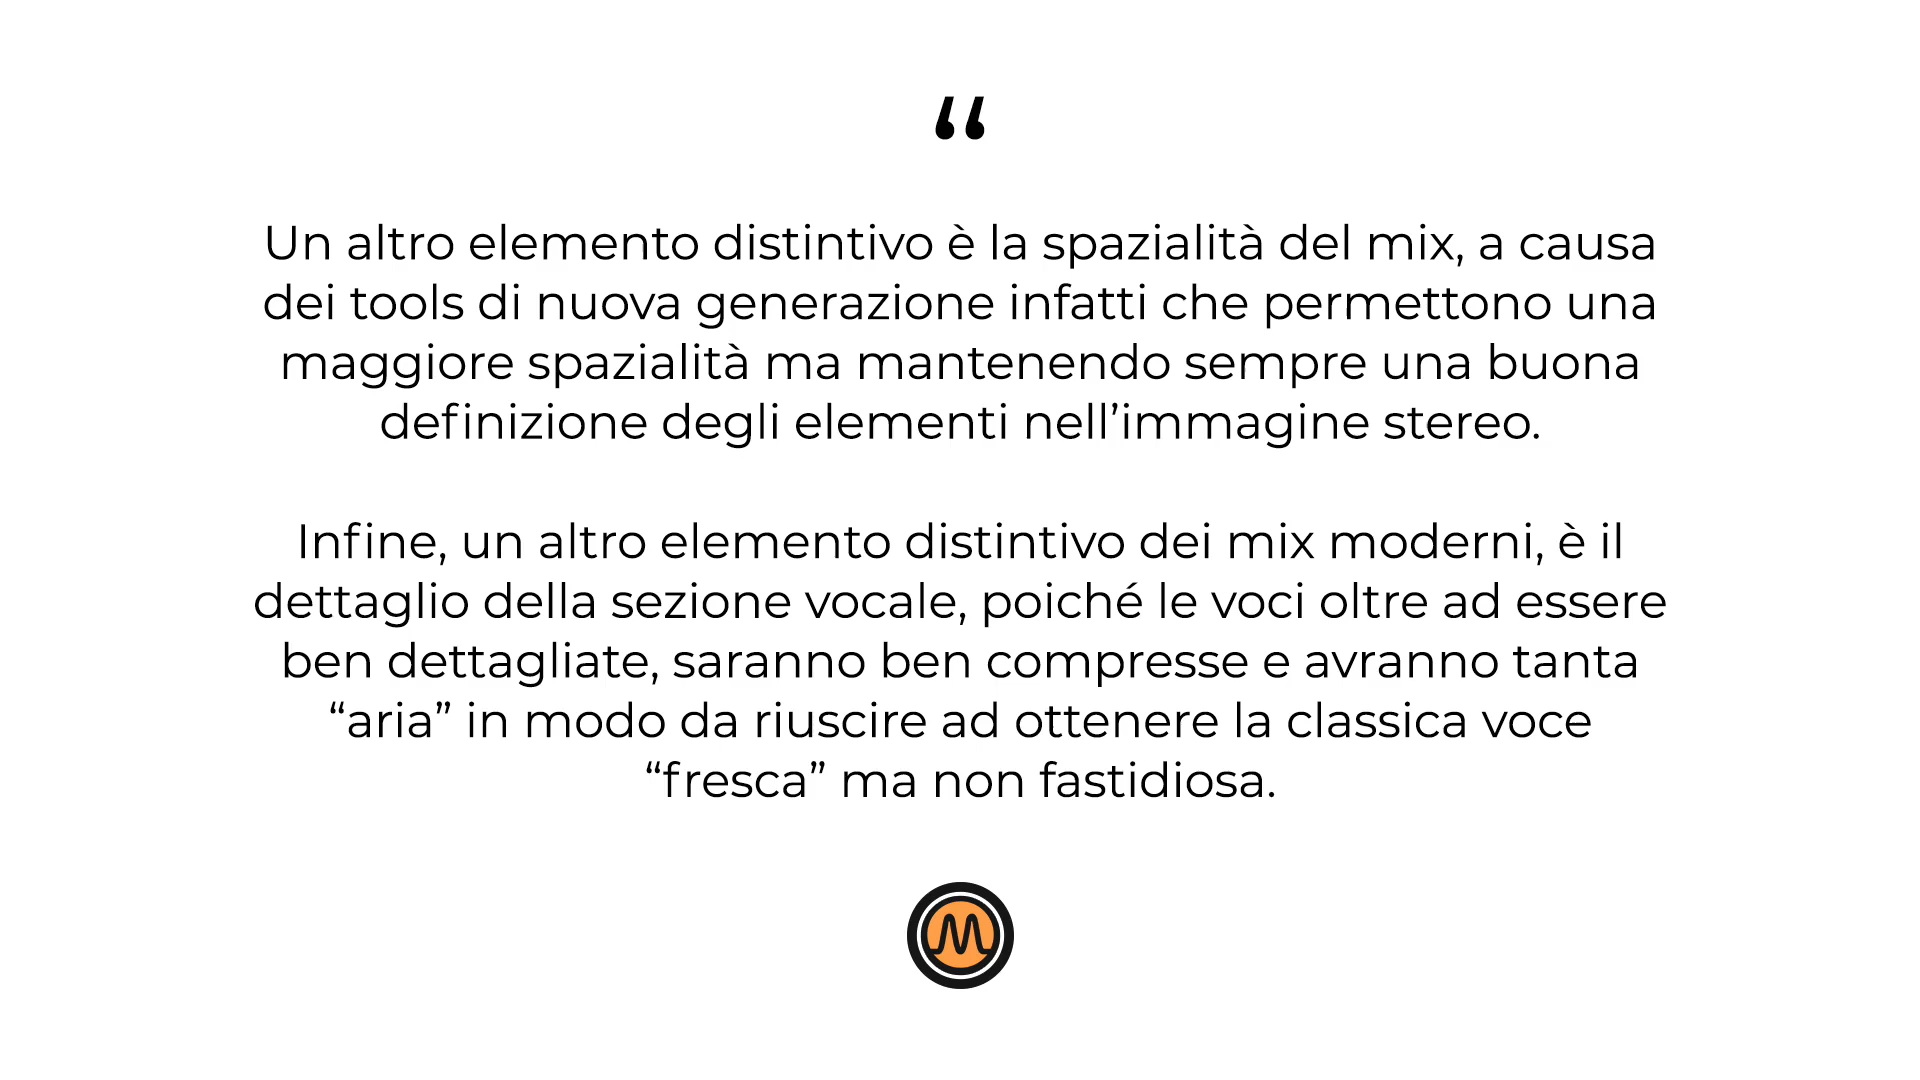 “
Un altro elemento distintivo è la spazialità del mix, a causa
dei tools di nuova generazione infatti che permettono una
maggiore spazialità ma mantenendo sempre una buona
definizione degli elementi nell’immagine stereo.
Infine, un altro elemento distintivo dei mix moderni, è il
dettaglio della sezione vocale, poiché le voci oltre ad essere
ben dettagliate, saranno ben compresse e avranno tanta
“aria” in modo da riuscire ad ottenere la classica voce
“fresca” ma non fastidiosa.